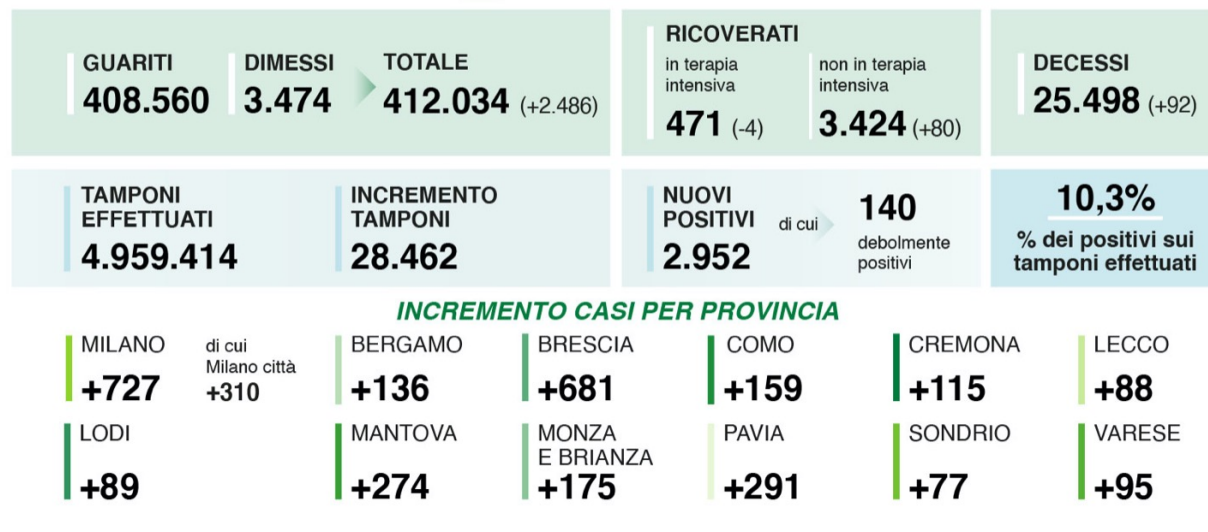 GUARITI
408.560
DIMESSI
3.474
TOTALE
412.034 (+2.486)
RICOVERATI
in terapia
intensiva
471 (-4)
non in terapia
intensiva
3.424 (+80)
DECESSI
25.498 (+92)
TAMPONI
EFFETTUATI
4.959.414
INCREMENTO
TAMPONI
28.462
NUOVI
POSITIVI
2.952
di cui
140
debolmente
positivi
10,3%
% dei positivi sui
tamponi effettuati
INCREMENTO CASI PER PROVINCIA
MILANO
+727
di cui
Milano città
+310
BERGAMO
+136
BRESCIA
+681
COMO
+159
CREMONA
+115
LECCO
+88
LODI
+89
MANTOVA
+274
MONZA
E BRIANZA
+175
PAVIA
+291
SONDRIO
+77
VARESE
+95